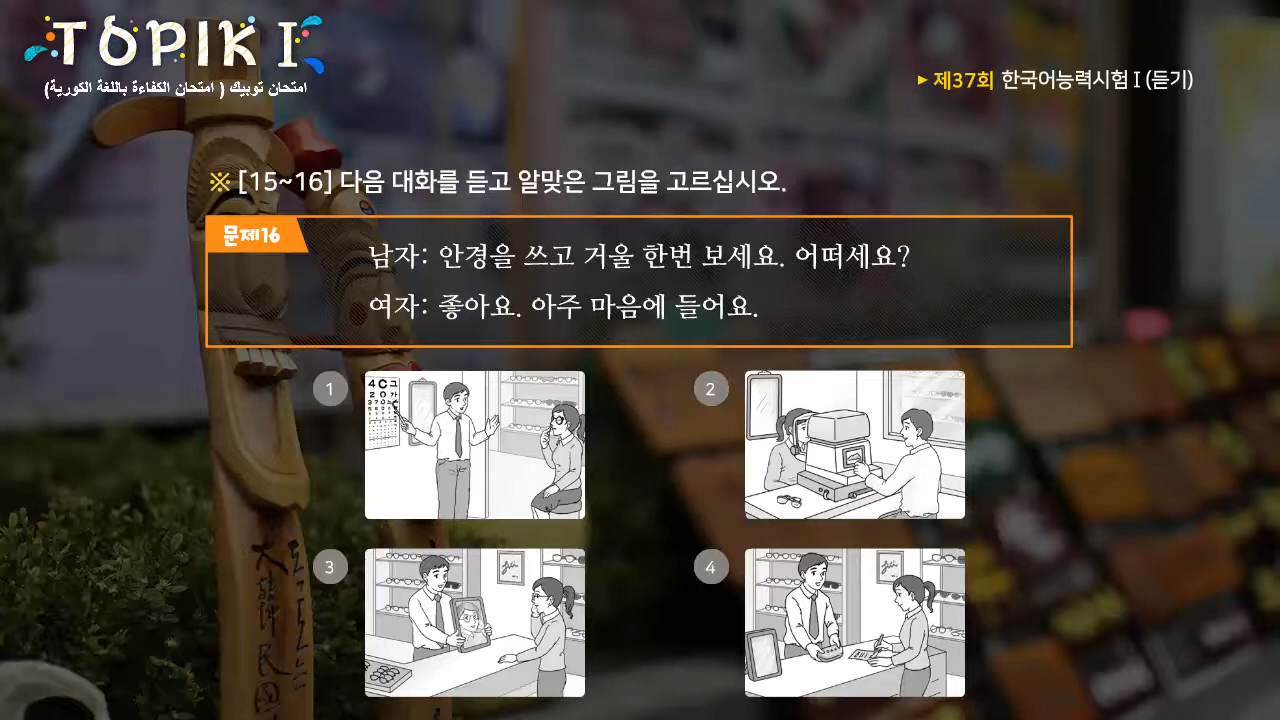 TOPIK I
امتحان توبيك ( امتحان الكفاءة باللغة الكورية)
▶ 제37회 한국어능력시험 I (듣기)
※ [15~16] 다음 대화를 듣고 알맞은 그림을 고르십시오.
문제16
남자: 안경을 쓰고 거울 한번 보세요. 어떠세요?
여자: 좋아요. 아주 마음에 들어요.
1
2
3
4
大韓民国